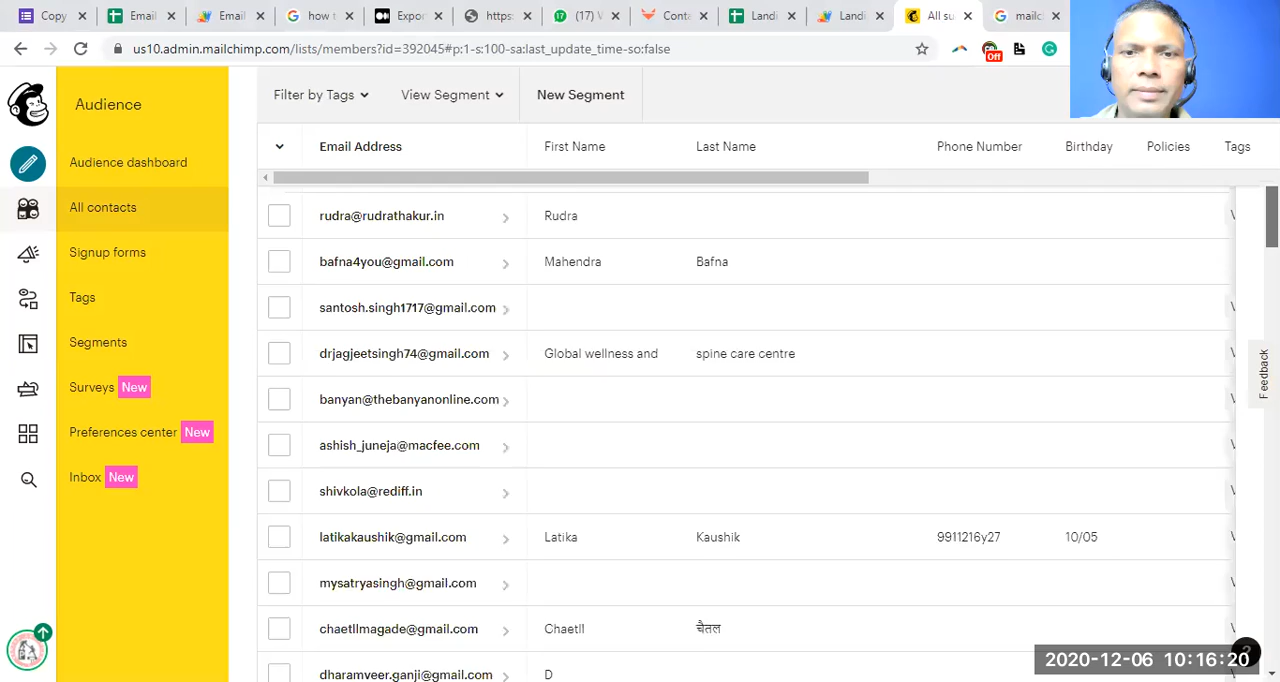 Copy
Email
Email
how t
Expor
https:
(17) V
Conta
Landi
Landi
All su
mailc
us10.admin.mailchimp.com/lists/members?id=392045#p:1-s:100-sa:last_update_time-so:false
Off
Audience
Audience dashboard
All contacts
Signup forms
Tags
Segments
Surveys New
Preferences center New
Inbox New
Filter by Tags View Segment New Segment
Email Address First Name Last Name Phone Number Birthday Policies Tags
rudra@rudrathakur.in Rudra
bafna4you@gmail.com Mahendra Bafna
santosh.singh1717@gmail.com
drjagjeetsingh74@gmail.com Global wellness and spine care centre
banyan@thebanyanonline.com
ashish_juneja@macfee.com
shivkola@rediff.in
latikakaushik@gmail.com Latika Kaushik 9911216y27 10/05
mysatryasingh@gmail.com
chaetllmagade@gmail.com Chaetll चैतल
dharamveer.ganji@gmail.com D
Feedback
2020-12-06 10:16:20